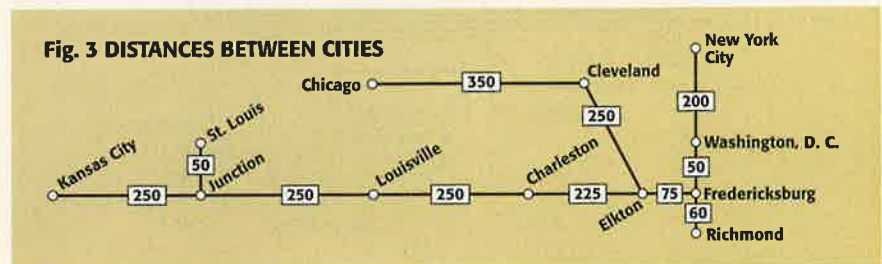 Fig. 3 DISTANCES BETWEEN CITIES
New York
City
Chicago
350
Cleveland
250
200
St. Louis
Washington, D. C.
50
50
Kansas City
Junction
Louisville
Charleston
250
250
250
225
Elkton
75
Fredericksburg
60
Richmond